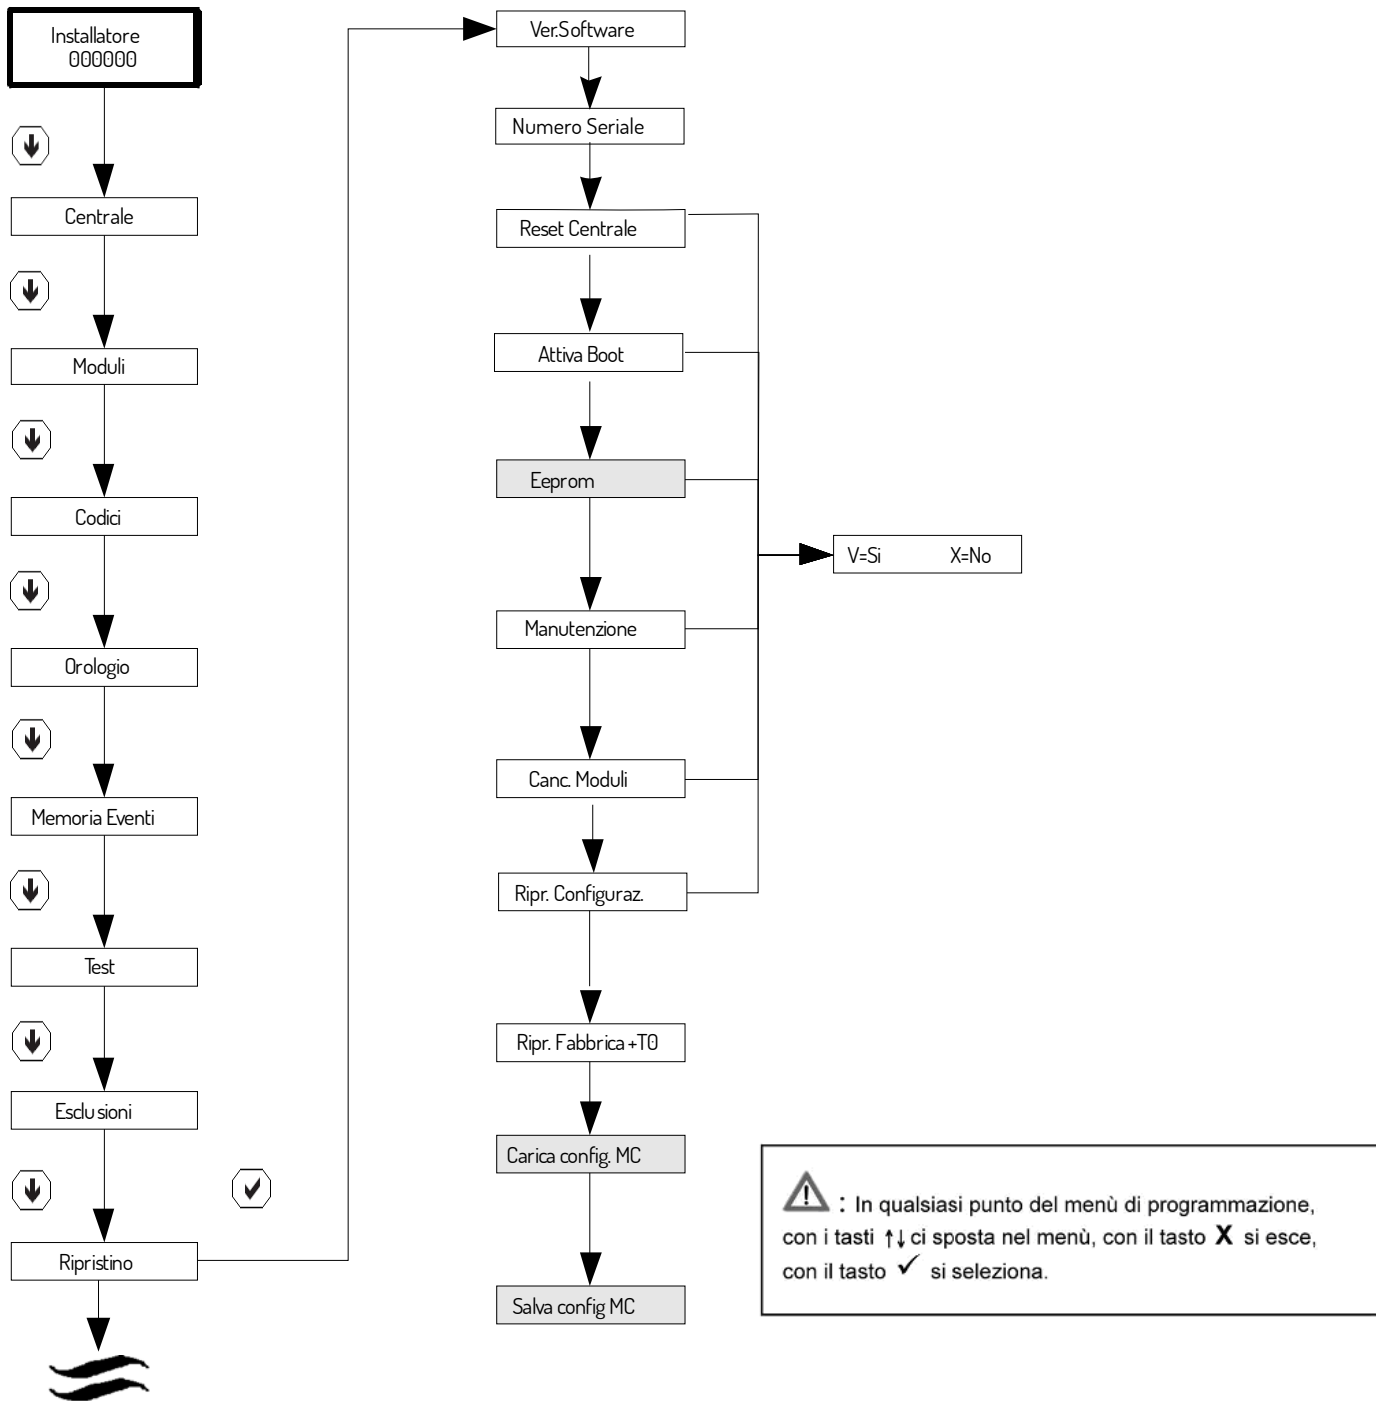 Installatore
000000
Centrale
Moduli
Codici
Orologio
Memoria Eventi
Test
Esclusioni
Ripristino
Ver.Software
Numero Seriale
Reset Centrale
Attiva Boot
Eeprom
Manutenzione
Canc. Moduli
Ripr. Configuraz.
Ripr. Fabbrica +T0
Carica config. MC
Salva config MC
V=Si X=No
: In qualsiasi punto del menù di programmazione,
con i tasti ↑↓ ci sposta nel menù, con il tasto X si esce,
con il tasto ✓ si seleziona.